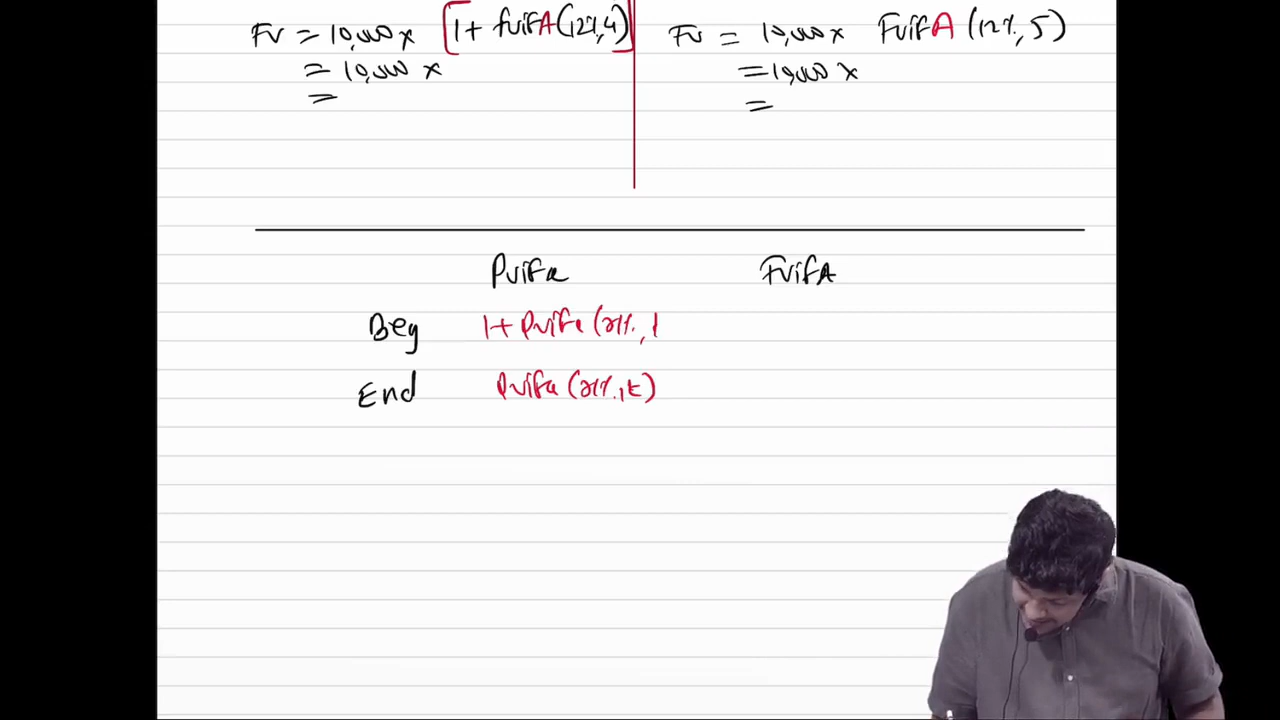 FV = 10,000 x [1 + fvifA(12%,4)]
= 10,000 x
=
FV = 10,000 x FvifA (12%, 5)
= 10,000 x
=
Pvifa FvifA
Beg 1+ Pvifa (r%, 1
End Pvifa (r%, t)